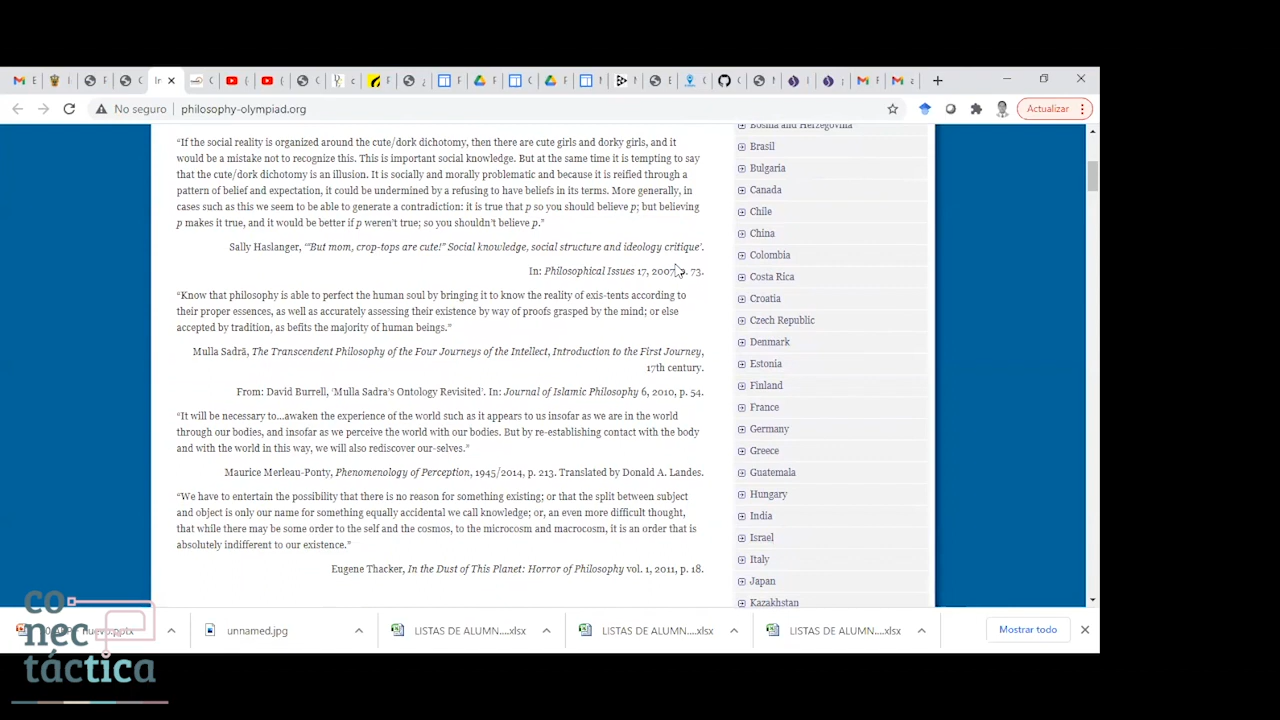 No seguro
philosophy-olympiad.org
Actualizar
“If the social reality is organized around the cute/dork dichotomy, then there are cute girls and dorky girls, and it
would be a mistake not to recognize this. This is important social knowledge. But at the same time it is tempting to say
that the cute/dork dichotomy is an illusion. It is socially and morally problematic and because it is reified through a
pattern of belief and expectation, it could be undermined by a refusing to have beliefs in its terms. More generally, in
cases such as this we seem to be able to generate a contradiction: it is true that p so you should believe p; but believing
p makes it true, and it would be better if p weren’t true; so you shouldn’t believe p.”
Sally Haslanger, ‘“But mom, crop-tops are cute!” Social knowledge, social structure and ideology critique’.
In: Philosophical Issues 17, 2007, p. 73.
“Know that philosophy is able to perfect the human soul by bringing it to know the reality of exis-tents according to
their proper essences, as well as accurately assessing their existence by way of proofs grasped by the mind; or else
accepted by tradition, as befits the majority of human beings.”
Mulla Sadrā, The Transcendent Philosophy of the Four Journeys of the Intellect, Introduction to the First Journey,
17th century.
From: David Burrell, ‘Mulla Sadra’s Ontology Revisited’. In: Journal of Islamic Philosophy 6, 2010, p. 54.
“It will be necessary to…awaken the experience of the world such as it appears to us insofar as we are in the world
through our bodies, and insofar as we perceive the world with our bodies. But by re-establishing contact with the body
and with the world in this way, we will also rediscover our-selves.”
Maurice Merleau-Ponty, Phenomenology of Perception, 1945/2014, p. 213. Translated by Donald A. Landes.
“We have to entertain the possibility that there is no reason for something existing; or that the split between subject
and object is only our name for something equally accidental we call knowledge; or, an even more difficult thought,
that while there may be some order to the self and the cosmos, to the microcosm and macrocosm, it is an order that is
absolutely indifferent to our existence.”
Eugene Thacker, In the Dust of This Planet: Horror of Philosophy vol. 1, 2011, p. 18.
Bosnia and Herzegovina
Brasil
Bulgaria
Canada
Chile
China
Colombia
Costa Rica
Croatia
Czech Republic
Denmark
Estonia
Finland
France
Germany
Greece
Guatemala
Hungary
India
Israel
Italy
Japan
Kazakhstan
nuevo.pptx
unnamed.jpg
LISTAS DE ALUMN....xlsx
LISTAS DE ALUMN....xlsx
LISTAS DE ALUMN....xlsx
Mostrar todo
co
nec
táctica